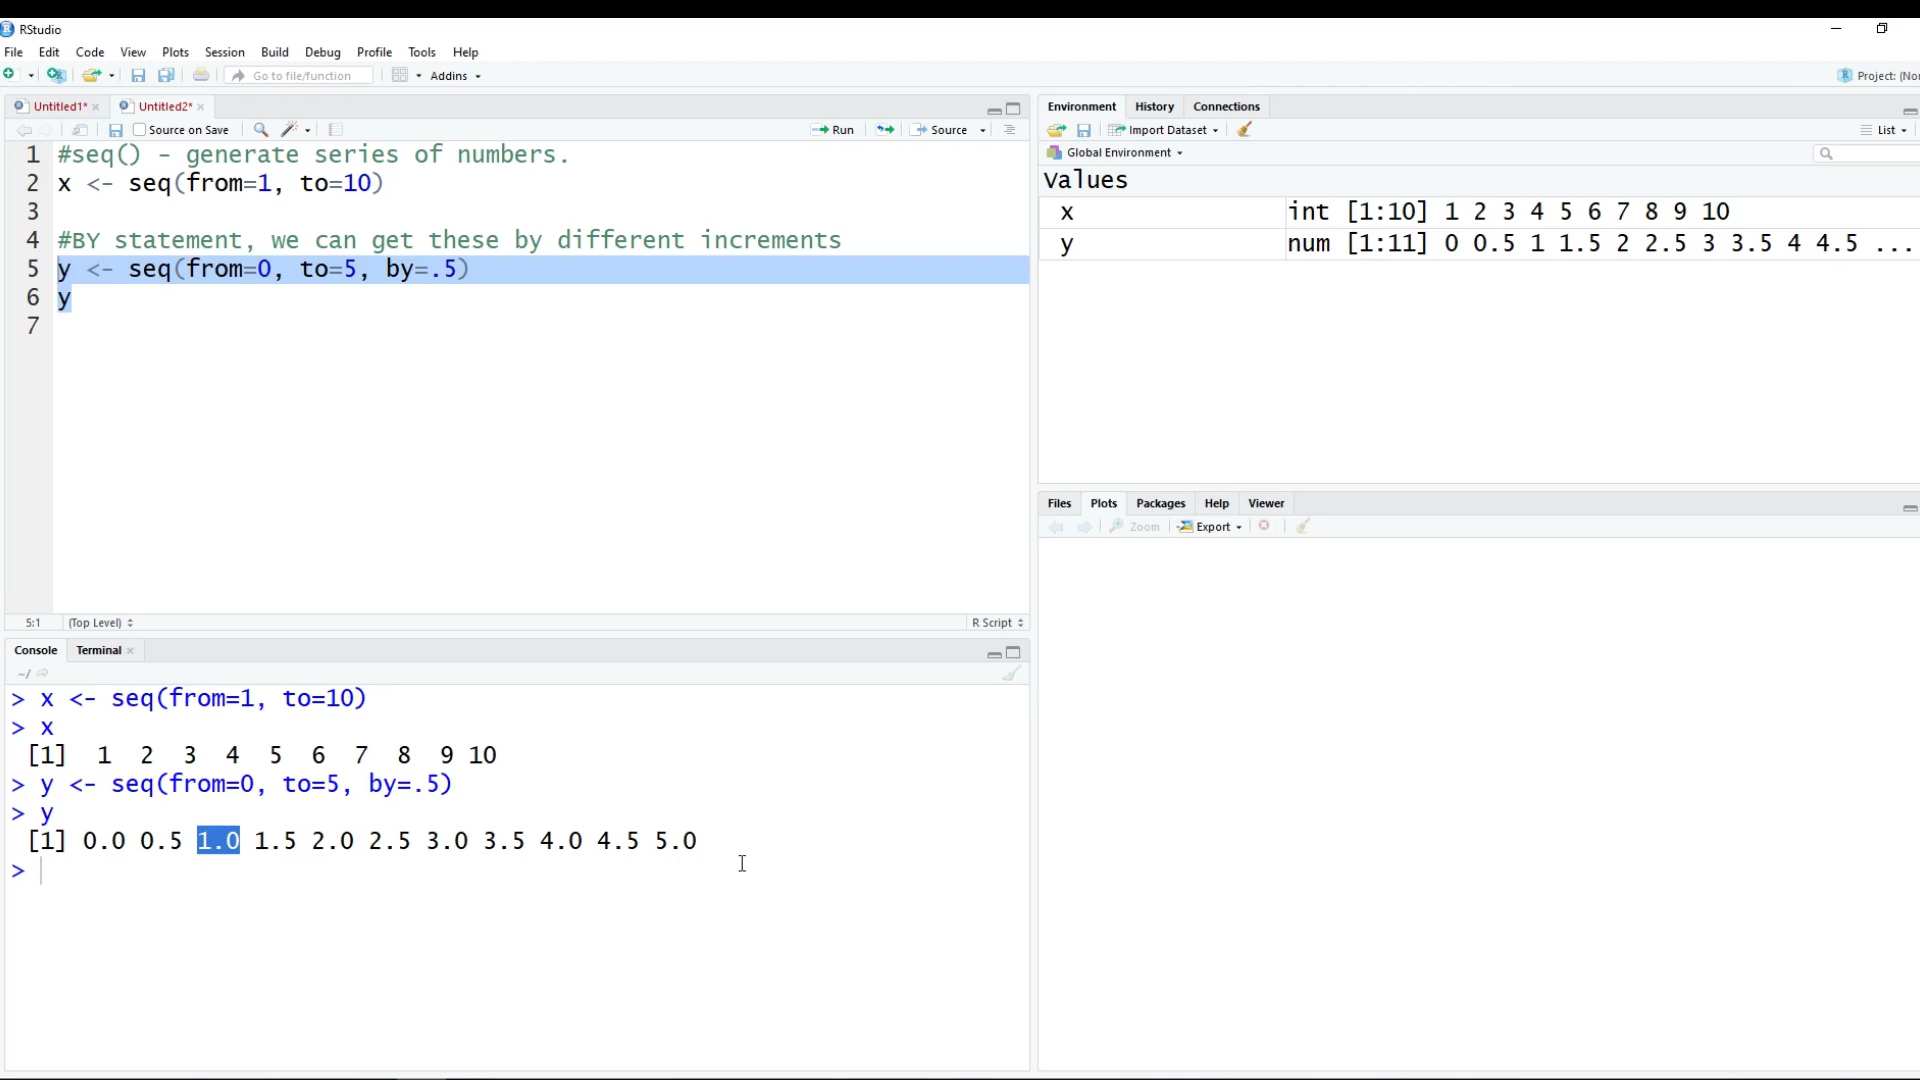 RStudio
File Edit Code View Plots Session Build Debug Profile Tools Help
Go to file/function Addins
Project: (Nor
Untitled1* Untitled2*
Source on Save Run Source
1 #seq() - generate series of numbers.
2 x <- seq(from=1, to=10)
3
4 #BY statement, we can get these by different increments
5 y <- seq(from=0, to=5, by=.5)
6 y
7
5:1 (Top Level) R Script
Console Terminal
~/
> x <- seq(from=1, to=10)
> x
[1] 1 2 3 4 5 6 7 8 9 10
> y <- seq(from=0, to=5, by=.5)
> y
[1] 0.0 0.5 1.0 1.5 2.0 2.5 3.0 3.5 4.0 4.5 5.0
>
Environment History Connections
Import Dataset List
Global Environment
Values
x int [1:10] 1 2 3 4 5 6 7 8 9 10
y num [1:11] 0 0.5 1 1.5 2 2.5 3 3.5 4 4.5 ...
Files Plots Packages Help Viewer
Zoom Export